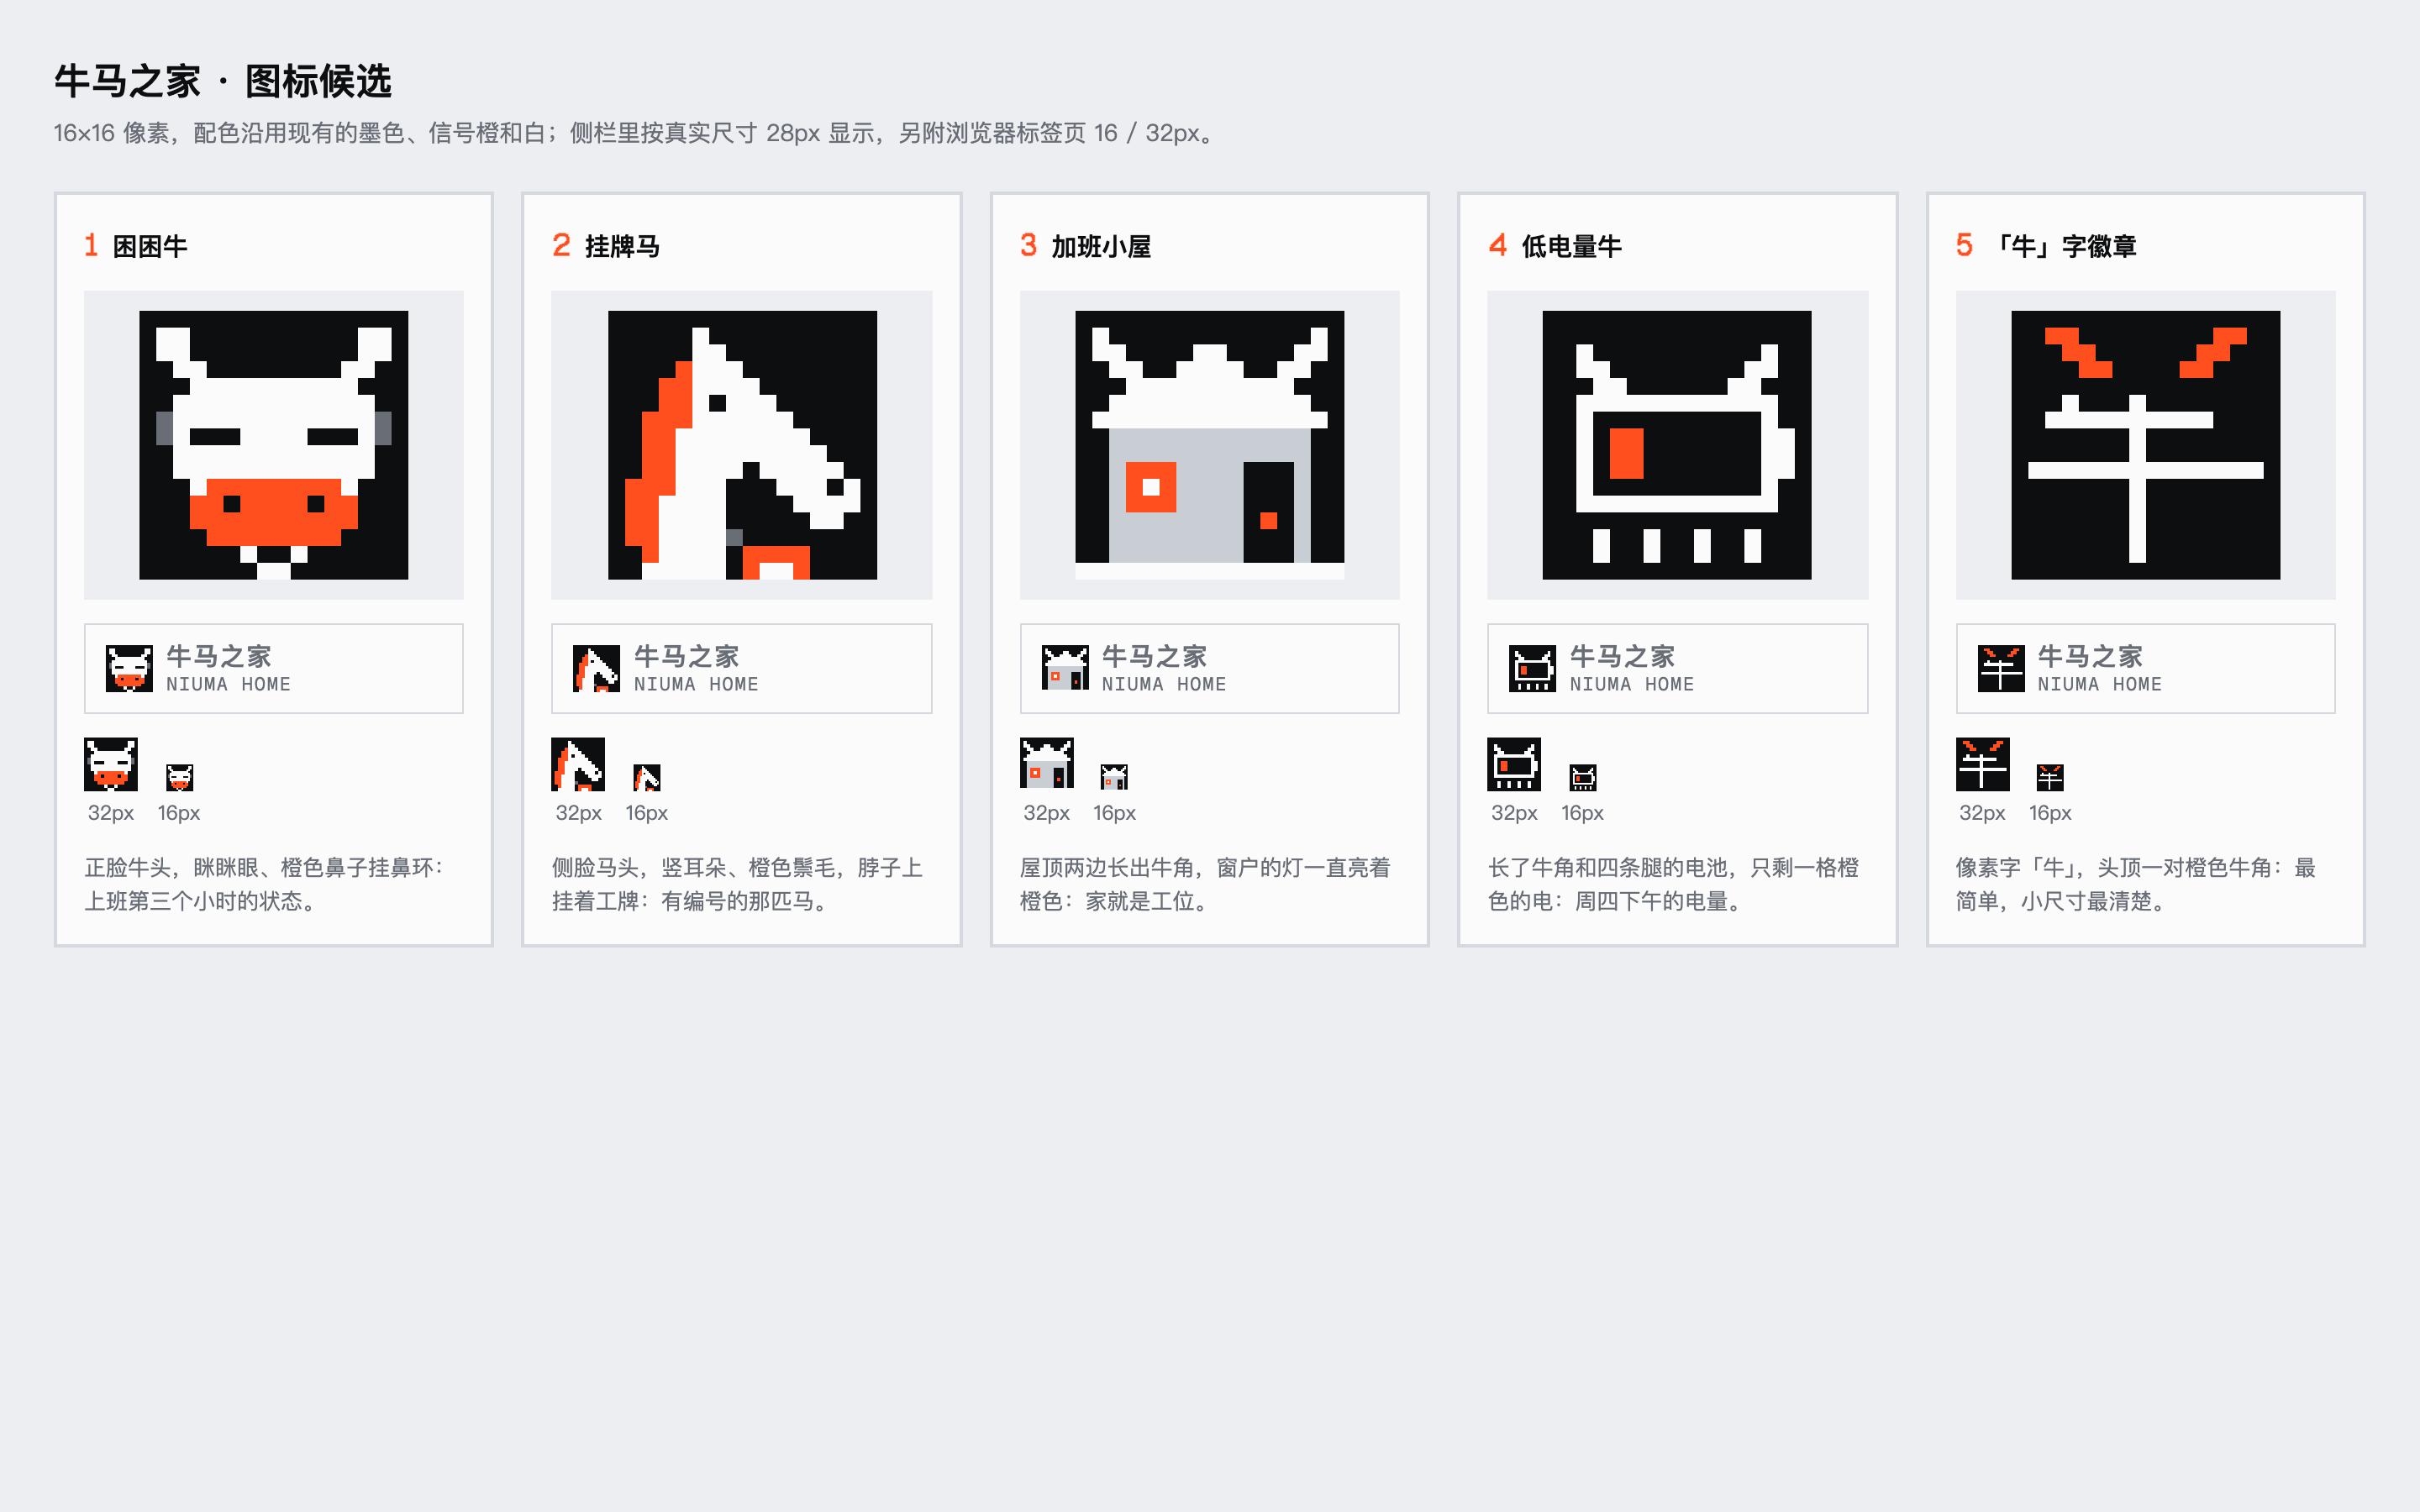 牛马之家 · 图标候选
16×16 像素，配色沿用现有的墨色、信号橙和白；侧栏里按真实尺寸 28px 显示，另附浏览器标签页 16 / 32px。
1 困困牛
牛马之家
NIUMA HOME
32px 16px
正脸牛头，眯眯眼、橙色鼻子挂鼻环：
上班第三个小时的状态。
2 挂牌马
牛马之家
NIUMA HOME
32px 16px
侧脸马头，竖耳朵、橙色鬃毛，脖子上
挂着工牌：有编号的那匹马。
3 加班小屋
牛马之家
NIUMA HOME
32px 16px
屋顶两边长出牛角，窗户的灯一直亮着
橙色：家就是工位。
4 低电量牛
牛马之家
NIUMA HOME
32px 16px
长了牛角和四条腿的电池，只剩一格橙
色的电：周四下午的电量。
5 「牛」字徽章
牛马之家
NIUMA HOME
32px 16px
像素字「牛」，头顶一对橙色牛角：最
简单，小尺寸最清楚。